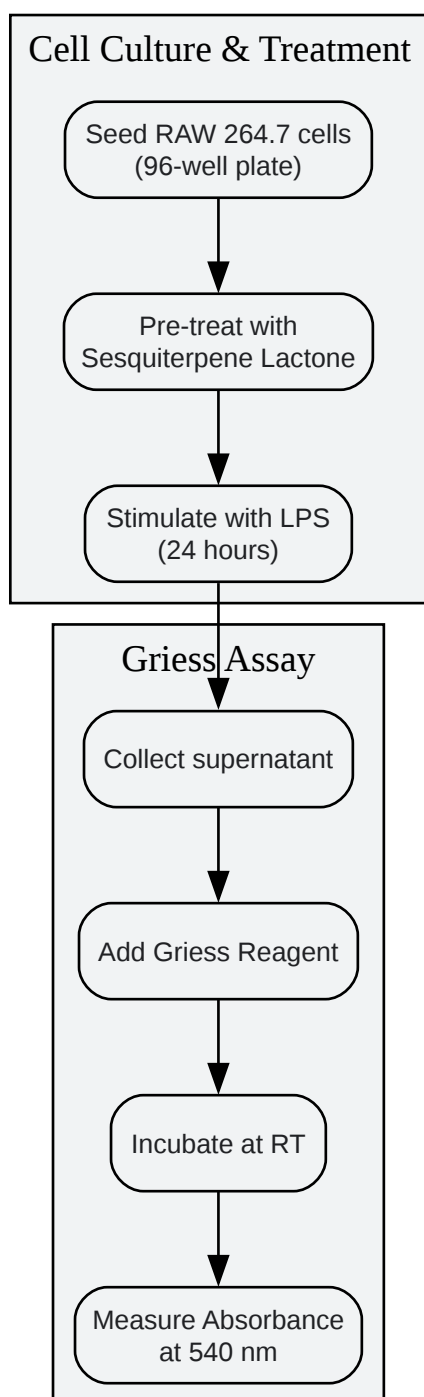 Cell Culture & Treatment
Seed RAW 264.7 cells
(96-well plate)
Pre-treat with
Sesquiterpene Lactone
Stimulate with LPS
(24 hours)
Griess Assay
Collect supernatant
Add Griess Reagent
Incubate at RT
Measure Absorbance
at 540 nm